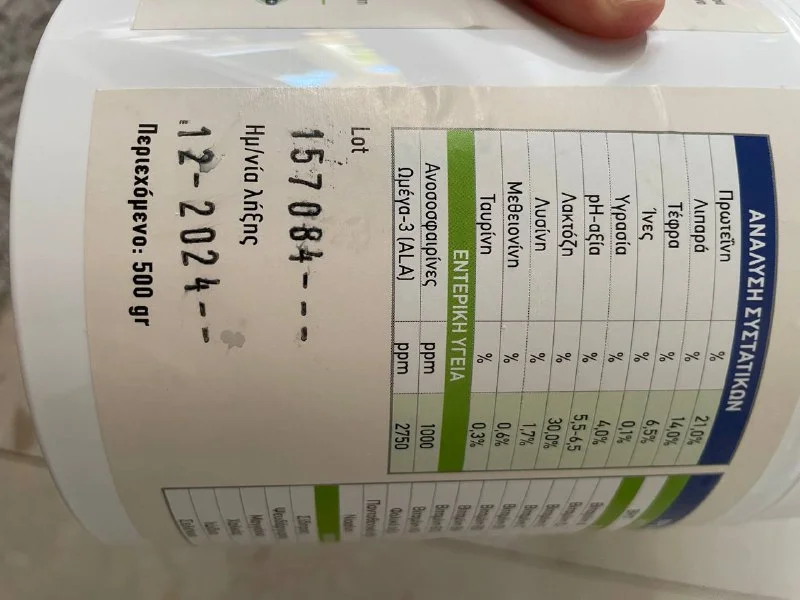 ΑΝΑΛΥΣΗ ΣΥΣΤΑΤΙΚΩΝ
Πρωτεΐνη % 21,0%
Λιπαρά % 14,0%
Τέφρα % 6,5%
Ίνες % 0,1%
Υγρασία % 4,0%
pH-αξία % 5,5-6,5
Λακτόζη % 30,0%
Λυσίνη % 1,7%
Μεθειονίνη % 0,6%
Ταυρίνη % 0,3%
ΕΝΤΕΡΙΚΗ ΥΓΕΙΑ
Ανοσοσφαιρίνες ppm 1000
Ωμέγα-3 (ALA) ppm 2750
Lot
157084---
Ημ/νία λήξης
12-2024--
Περιεχόμενο: 500 gr